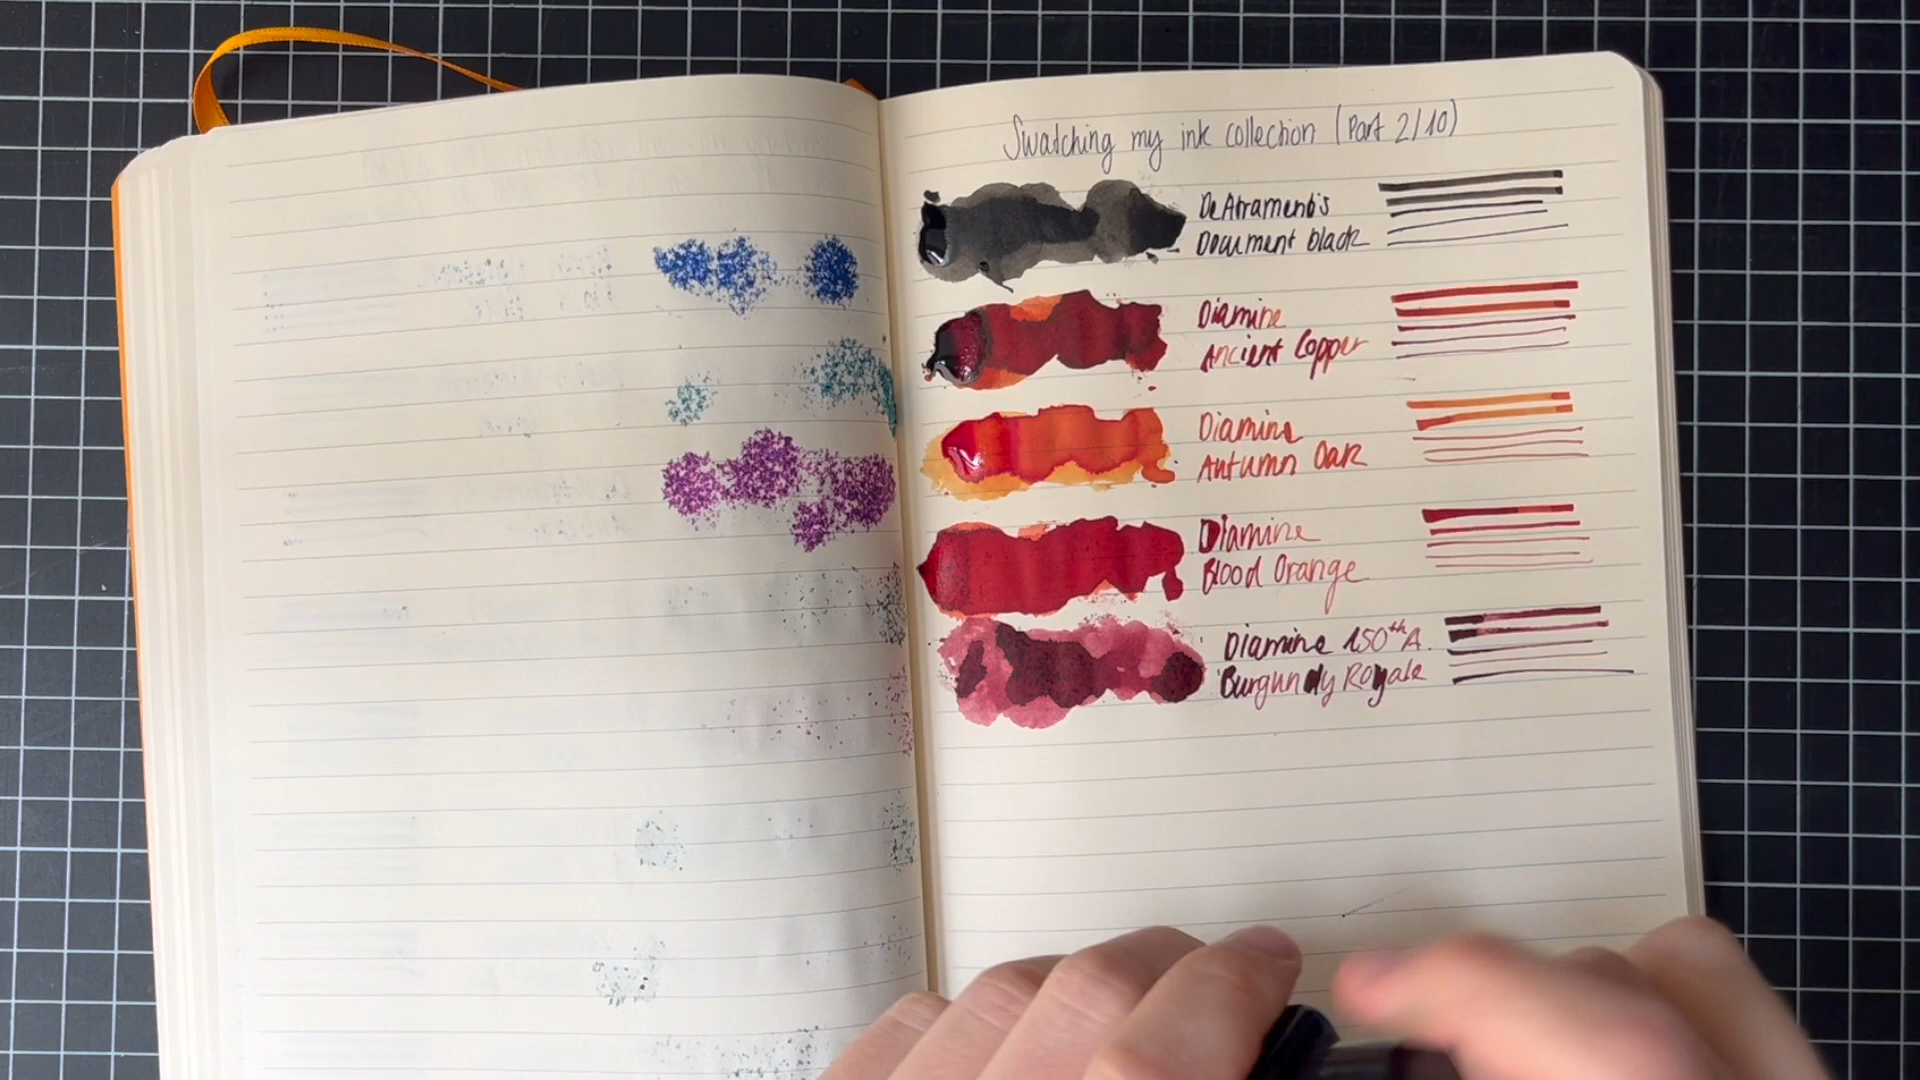 Swatching my ink collection (Part 2/10)
DeAtramentis
Document black
Diamine
Ancient Copper
Diamine
Autumn Oak
Diamine
Blood Orange
Diamine 150th A.
Burgundy Royale